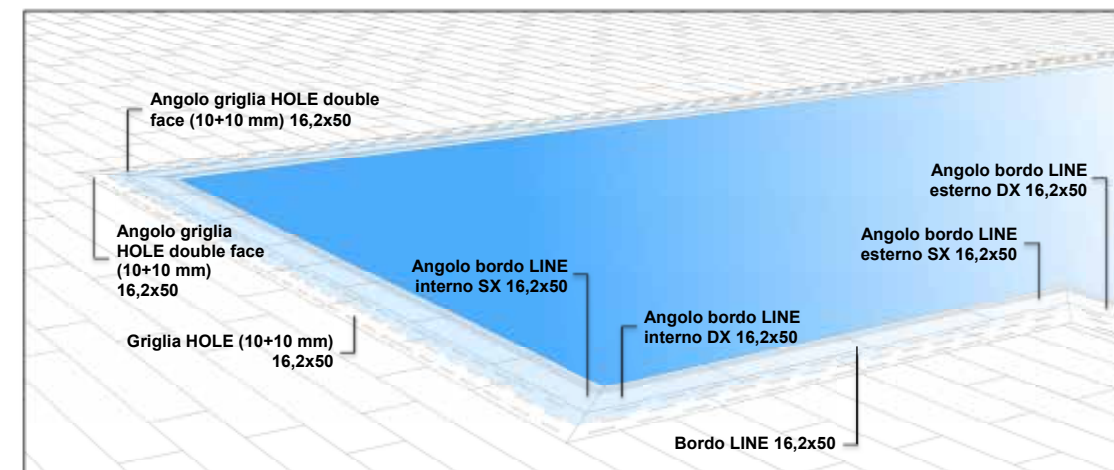 Angolo griglia HOLE double
face (10+10 mm) 16,2x50
Angolo bordo LINE
esterno DX 16,2x50
Angolo griglia
HOLE double face
(10+10 mm)
16,2x50
Angolo bordo LINE
esterno SX 16,2x50
Angolo bordo LINE
interno SX 16,2x50
Angolo bordo LINE
interno DX 16,2x50
Griglia HOLE (10+10 mm)
16,2x50
Bordo LINE 16,2x50